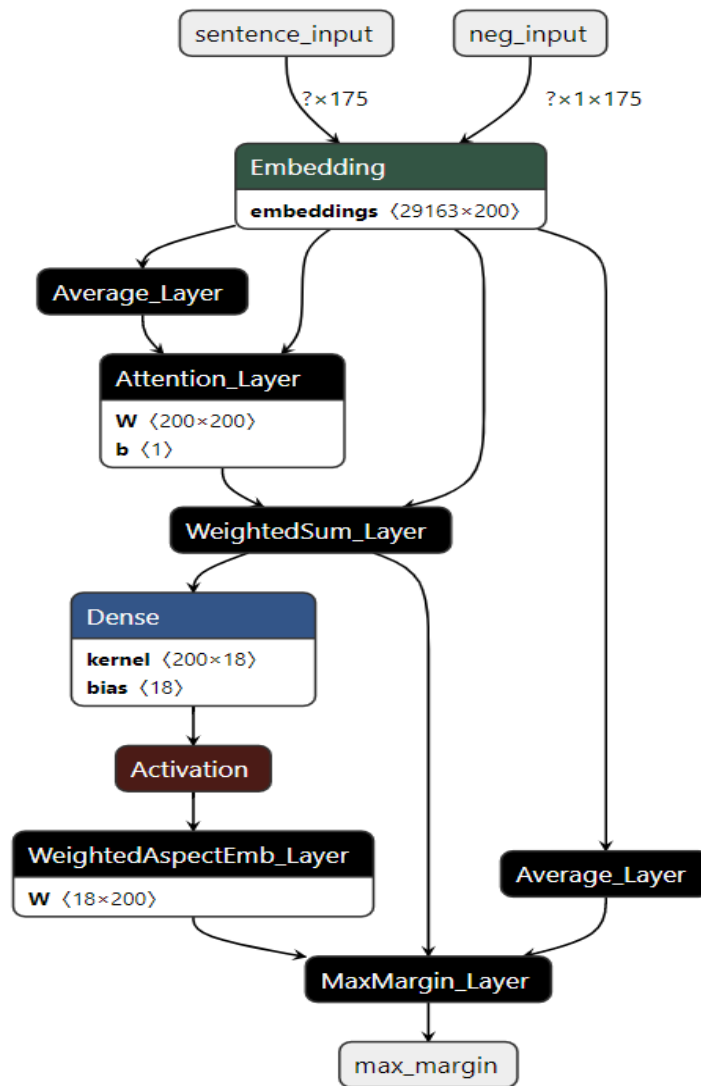 sentence_input
neg_input
?×175
?×1×175
Embedding
embeddings 〈29163×200〉
Average_Layer
Attention_Layer
W 〈200×200〉
b 〈1〉
WeightedSum_Layer
Dense
kernel 〈200×18〉
bias 〈18〉
Activation
WeightedAspectEmb_Layer
W 〈18×200〉
Average_Layer
MaxMargin_Layer
max_margin